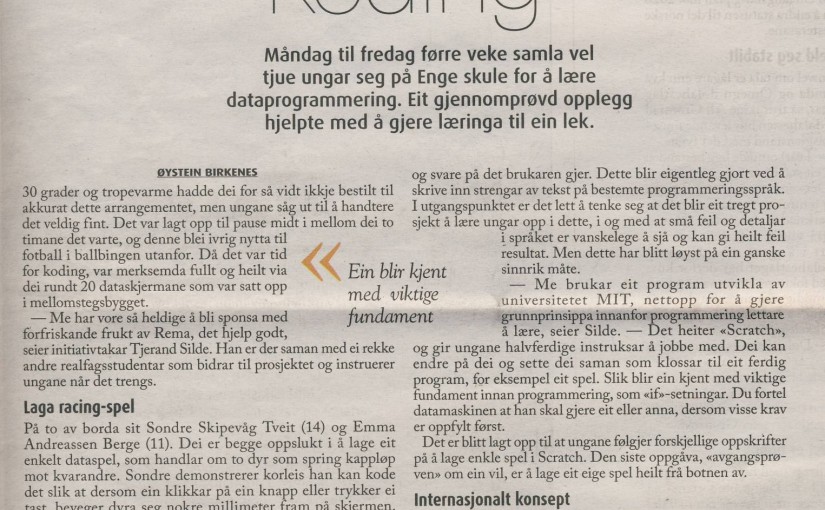 Koding
Måndag til fredag førre veke samla vel
tjue ungar seg på Enge skule for å lære
dataprogrammering. Eit gjennomprøvd opplegg
hjelpte med å gjere læringa til ein lek.
ØYSTEIN BIRKENES
30 grader og tropevarme hadde dei for så vidt ikkje bestilt til
akkurat dette arrangementet, men ungane såg ut til å handtere
det veldig fint. Det var lagt opp til pause midt i mellom dei to
timane det varte, og denne blei ivrig nytta til
fotball i ballbingen utanfor. Då det var tid
for koding, var merksemda fullt og heilt via
dei rundt 20 dataskjermane som var satt opp
i mellomstegsbygget.
— Me har vore så heldige å bli sponsa med
forfriskande frukt av Rema, det hjelp godt,
seier initiativtakar Tjerand Silde. Han er der saman med ei rekke
andre realfagsstudentar som bidrar til prosjektet og instruerer
ungane når det trengs.
Laga racing-spel
På to av borda sit Sondre Skipevåg Tveit (14) og Emma
Andreassen Berge (11). Dei er begge oppslukt i å lage eit
enkelt dataspel, som handlar om to dyr som spring kappløp
mot kvarandre. Sondre demonstrerer korleis han kan kode
det slik at dersom ein klikkar på ein knapp eller trykker ei
tast, beveger dyra seg nokre millimeter fram på skjermen,
« Ein blir kjent
med viktige
fundament
og svare på det brukaren gjer. Dette blir eigentleg gjort ved å
skrive inn strengar av tekst på bestemte programmeringsspråk.
I utgangspunktet er det lett å tenke seg at det blir eit tregt pro-
sjekt å lære ungar opp i dette, i og med at små feil og detaljar
i språket er vanskelege å sjå og kan gi heilt feil
resultat. Men dette har blitt løyst på ein ganske
sinnrik måte.
— Me brukar eit program utvikla av
universitetet MIT, nettopp for å gjere
grunnprinsippa innanfor programmering lettare
å lære, seier Silde. — Det heiter «Scratch»,
og gir ungane halvferdige instruksar å jobbe med. Dei kan
endre på dei og sette dei saman som klossar til eit ferdig
program, for eksempel eit spel. Slik blir ein kjent med viktige
fundament innan programming, som «if»-setningar. Du fortel
datamaskinen at han skal gjere eit eller anna, dersom visse krav
er oppfylt først.
Det er blitt lagt opp til at ungane følgjer forskjellige oppskrifter
på å lage enkle spel i Scratch. Den siste oppgåva, «avgangsprø-
ven» om ein vil, er å lage eit eige spel heilt frå botnen av.
Internasjonalt konsept